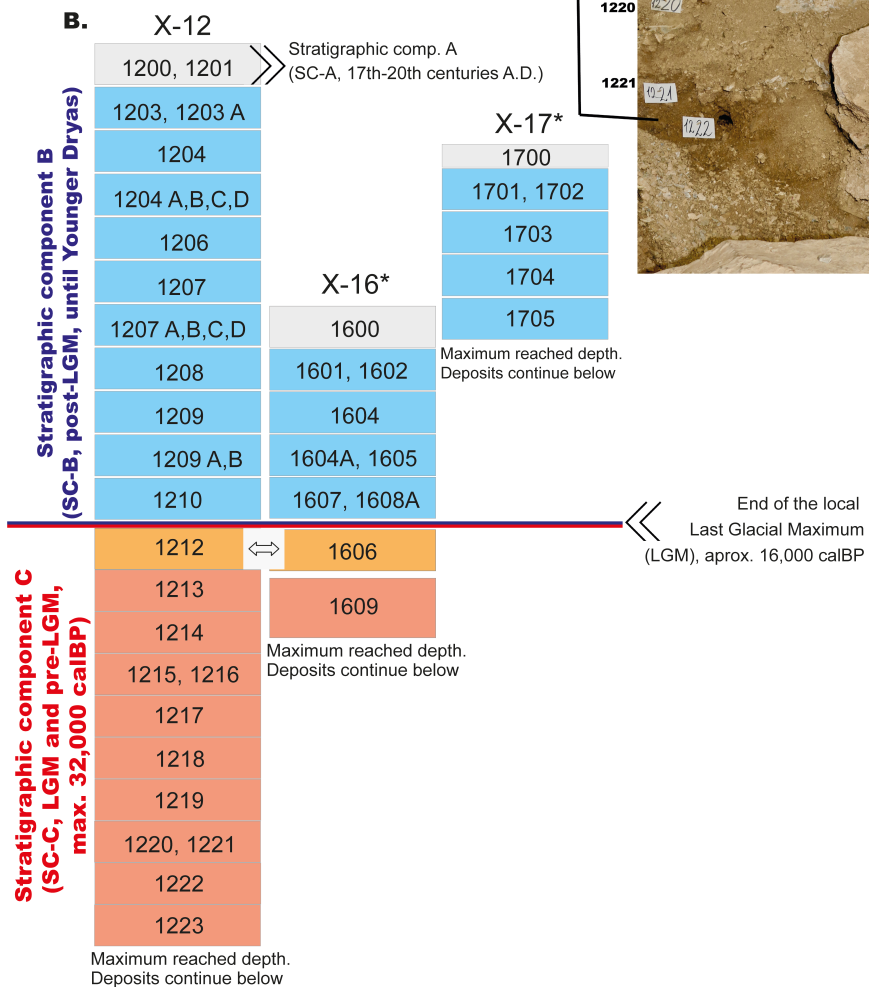 B.
X-12
1200, 1201
Stratigraphic comp. A
(SC-A, 17th-20th centuries A.D.)
1203, 1203 A
1204
1204 A,B,C,D
1206
1207
1207 A,B,C,D
1208
1209
1209 A,B
1210
Stratigraphic component B
(SC-B, post-LGM, until Younger Dryas)
X-16*
1600
1601, 1602
1604
1604A, 1605
1607, 1608A
X-17*
1700
1701, 1702
1703
1704
1705
Maximum reached depth.
Deposits continue below
1220
1221
1220
1221
1222
End of the local
Last Glacial Maximum
(LGM), aprox. 16,000 calBP
Stratigraphic component C
(SC-C, LGM and pre-LGM,
max. 32,000 calBP)
1212
1213
1214
1215, 1216
1217
1218
1219
1220, 1221
1222
1223
Maximum reached depth.
Deposits continue below
1606
1609
Maximum reached depth.
Deposits continue below